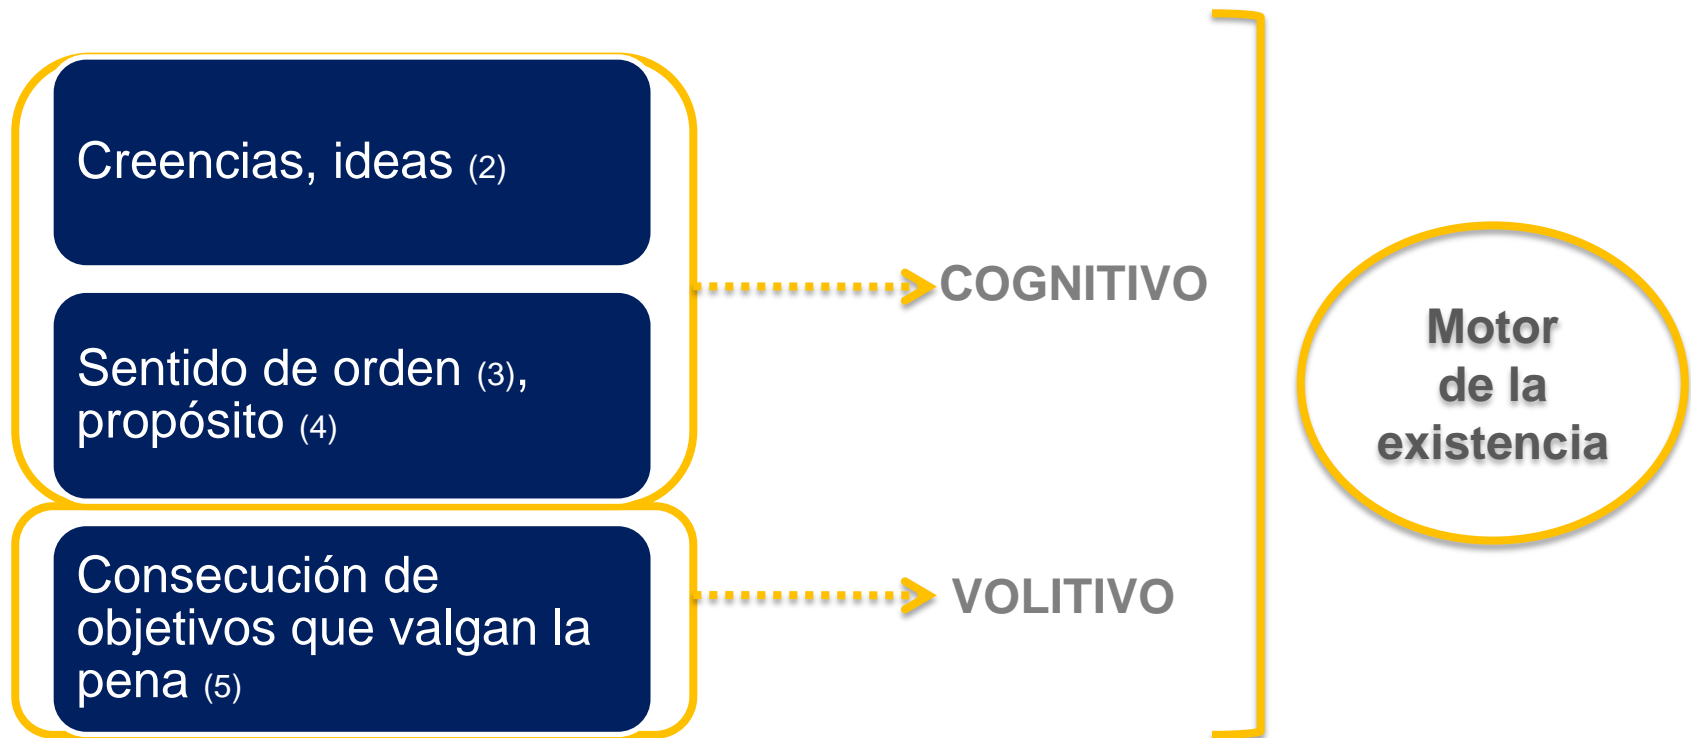 Creencias, ideas (2)
Sentido de orden (3),
propósito (4)
Consecución de
objetivos que valgan la
pena (5)
COGNITIVO
VOLITIVO
Motor
de la
existencia